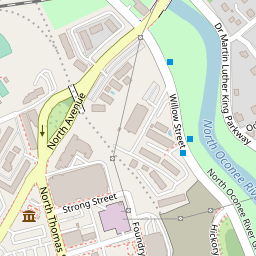 Dr Martin Luther King Parkway
North Avenue
Willow Street
North Oconee River
North Oconee River G
North Thomas
Strong Street
Foundry
Hickory